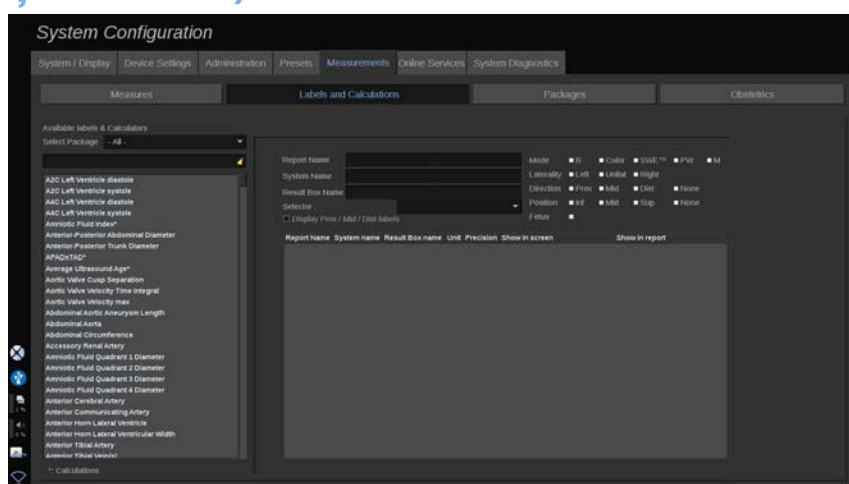 System Configuration
System / Display Device Settings Administration Presets Measurements Online Services System Diagnostics
Measures Labels and Calculations Packages Obstetrics
Available labels & Calculators
Select Package - All -
Report Name
System Name
Result Box Name
Selector :
Display Prox / Mid / Dist labels
Mode B Color SWE™ PW M
Laterality Left Unilat Right
Direction Prox Mid Dist None
Position Inf Mid Sup None
Fetus
Report Name System name Result Box name Unit Precision Show in screen Show in report
A2C Left Ventricle diastole
A2C Left Ventricle systole
A4C Left Ventricle diastole
A4C Left Ventricle systole
Amniotic Fluid Index*
Anterior-Posterior Abdominal Diameter
Anterior-Posterior Trunk Diameter
APADxTAD*
Average Ultrasound Age*
Aortic Valve Cusp Separation
Aortic Valve Velocity Time Integral
Aortic Valve Velocity max
Abdominal Aortic Aneurysm Length
Abdominal Aorta
Abdominal Circumference
Accessory Renal Artery
Amniotic Fluid Quadrant 1 Diameter
Amniotic Fluid Quadrant 2 Diameter
Amniotic Fluid Quadrant 3 Diameter
Amniotic Fluid Quadrant 4 Diameter
Anterior Cerebral Artery
Anterior Communicating Artery
Anterior Horn Lateral Ventricle
Anterior Horn Lateral Ventricular Width
Anterior Tibial Artery
Anterior Tibial Vein(s)
*: Calculations